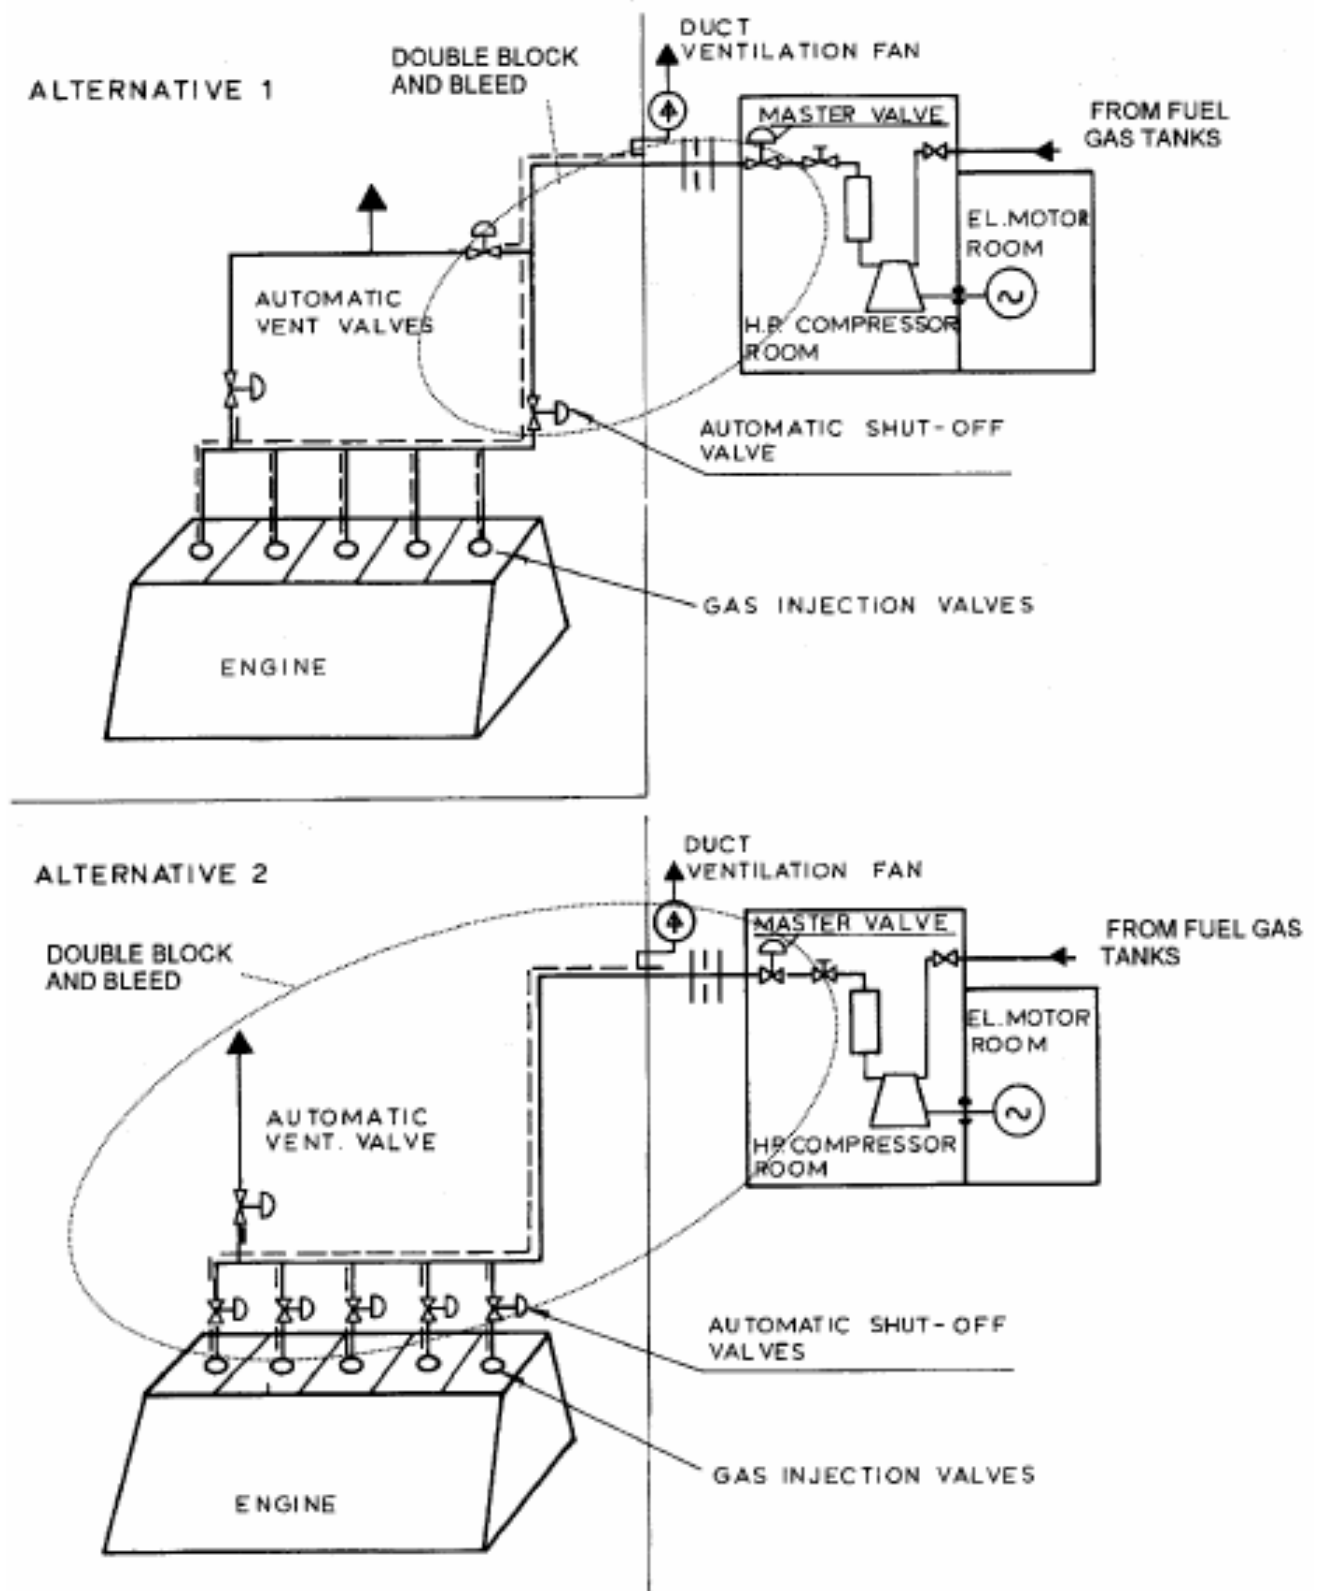 ALTERNATIVE 1
DOUBLE BLOCK
AND BLEED
DUCT
VENTILATION FAN
MASTER VALVE
FROM FUEL
GAS TANKS
EL.MOTOR
ROOM
AUTOMATIC
VENT VALVES
H.P. COMPRESSOR
ROOM
AUTOMATIC SHUT-OFF
VALVE
GAS INJECTION VALVES
ENGINE
ALTERNATIVE 2
DOUBLE BLOCK
AND BLEED
DUCT
VENTILATION FAN
MASTER VALVE
FROM FUEL GAS
TANKS
EL.MOTOR
ROOM
AUTOMATIC
VENT. VALVE
HP. COMPRESSOR
ROOM
AUTOMATIC SHUT-OFF
VALVES
GAS INJECTION VALVES
ENGINE